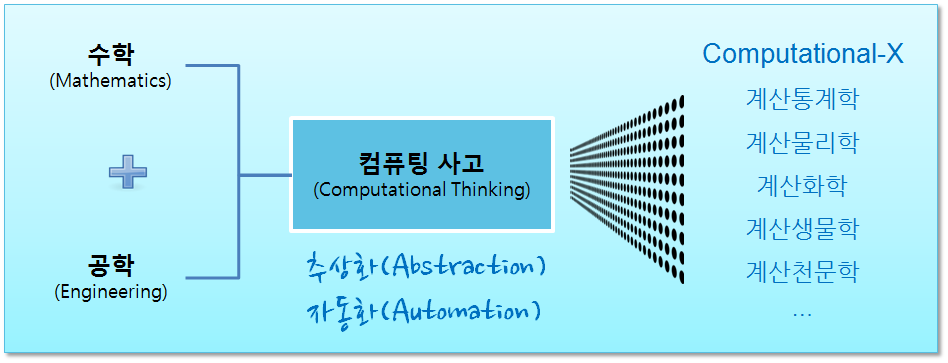 수학
(Mathematics)
공학
(Engineering)
컴퓨팅 사고
(Computational Thinking)
추상화(Abstraction)
자동화(Automation)
Computational-X
계산통계학
계산물리학
계산화학
계산생물학
계산천문학
...